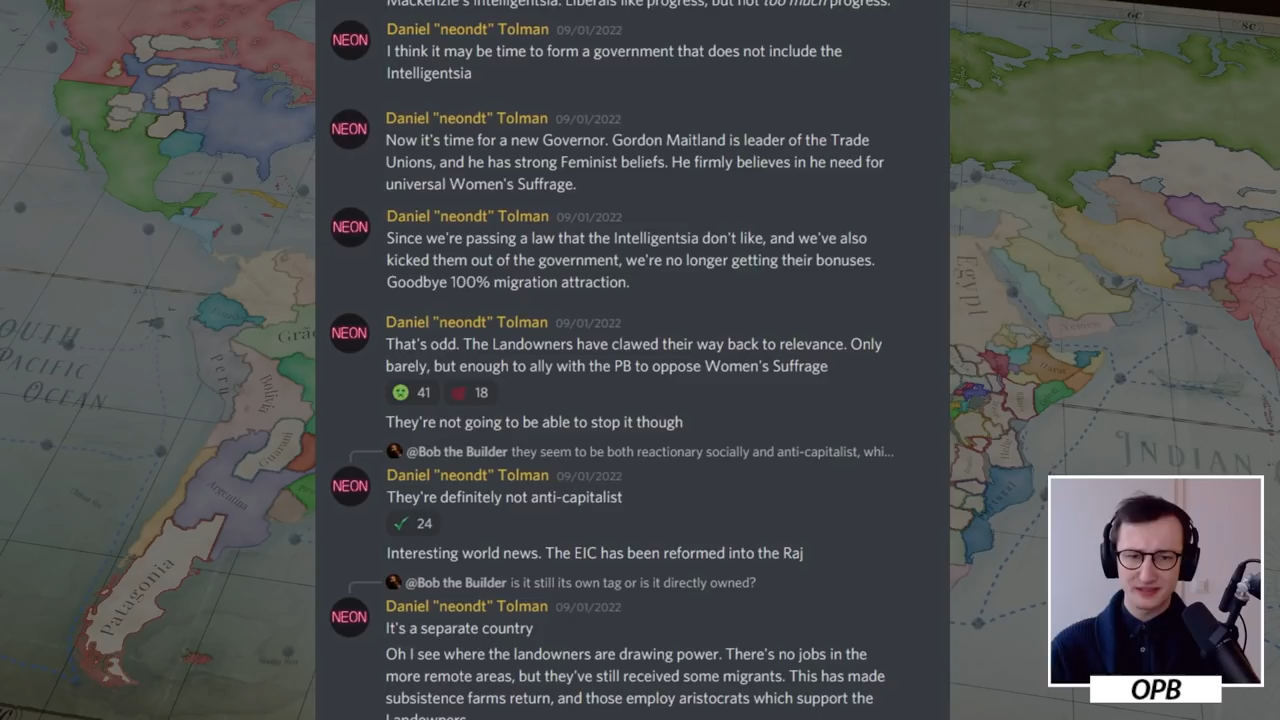 Mackenzie's Intelligentsia. Liberals like progress, but not too much progress.
NEON
Daniel "neondt" Tolman 09/01/2022
I think it may be time to form a government that does not include the
Intelligentsia
NEON
Daniel "neondt" Tolman 09/01/2022
Now it's time for a new Governor. Gordon Maitland is leader of the Trade
Unions, and he has strong Feminist beliefs. He firmly believes in he need for
universal Women's Suffrage.
NEON
Daniel "neondt" Tolman 09/01/2022
Since we're passing a law that the Intelligentsia don't like, and we've also
kicked them out of the government, we're no longer getting their bonuses.
Goodbye 100% migration attraction.
NEON
Daniel "neondt" Tolman 09/01/2022
That's odd. The Landowners have clawed their way back to relevance. Only
barely, but enough to ally with the PB to oppose Women's Suffrage
41 18
They're not going to be able to stop it though
@Bob the Builder they seem to be both reactionary socially and anti-capitalist, whi...
NEON
Daniel "neondt" Tolman 09/01/2022
They're definitely not anti-capitalist
24
Interesting world news. The EIC has been reformed into the Raj
@Bob the Builder is it still its own tag or is it directly owned?
NEON
Daniel "neondt" Tolman 09/01/2022
It's a separate country
Oh I see where the landowners are drawing power. There's no jobs in the
more remote areas, but they've still received some migrants. This has made
subsistence farms return, and those employ aristocrats which support the
Landowners
SOUTH
PACIFIC
OCEAN
Peru
Bolivia
Guarani
Argentina
Patagonia
Egypt
INDIAN
OPB